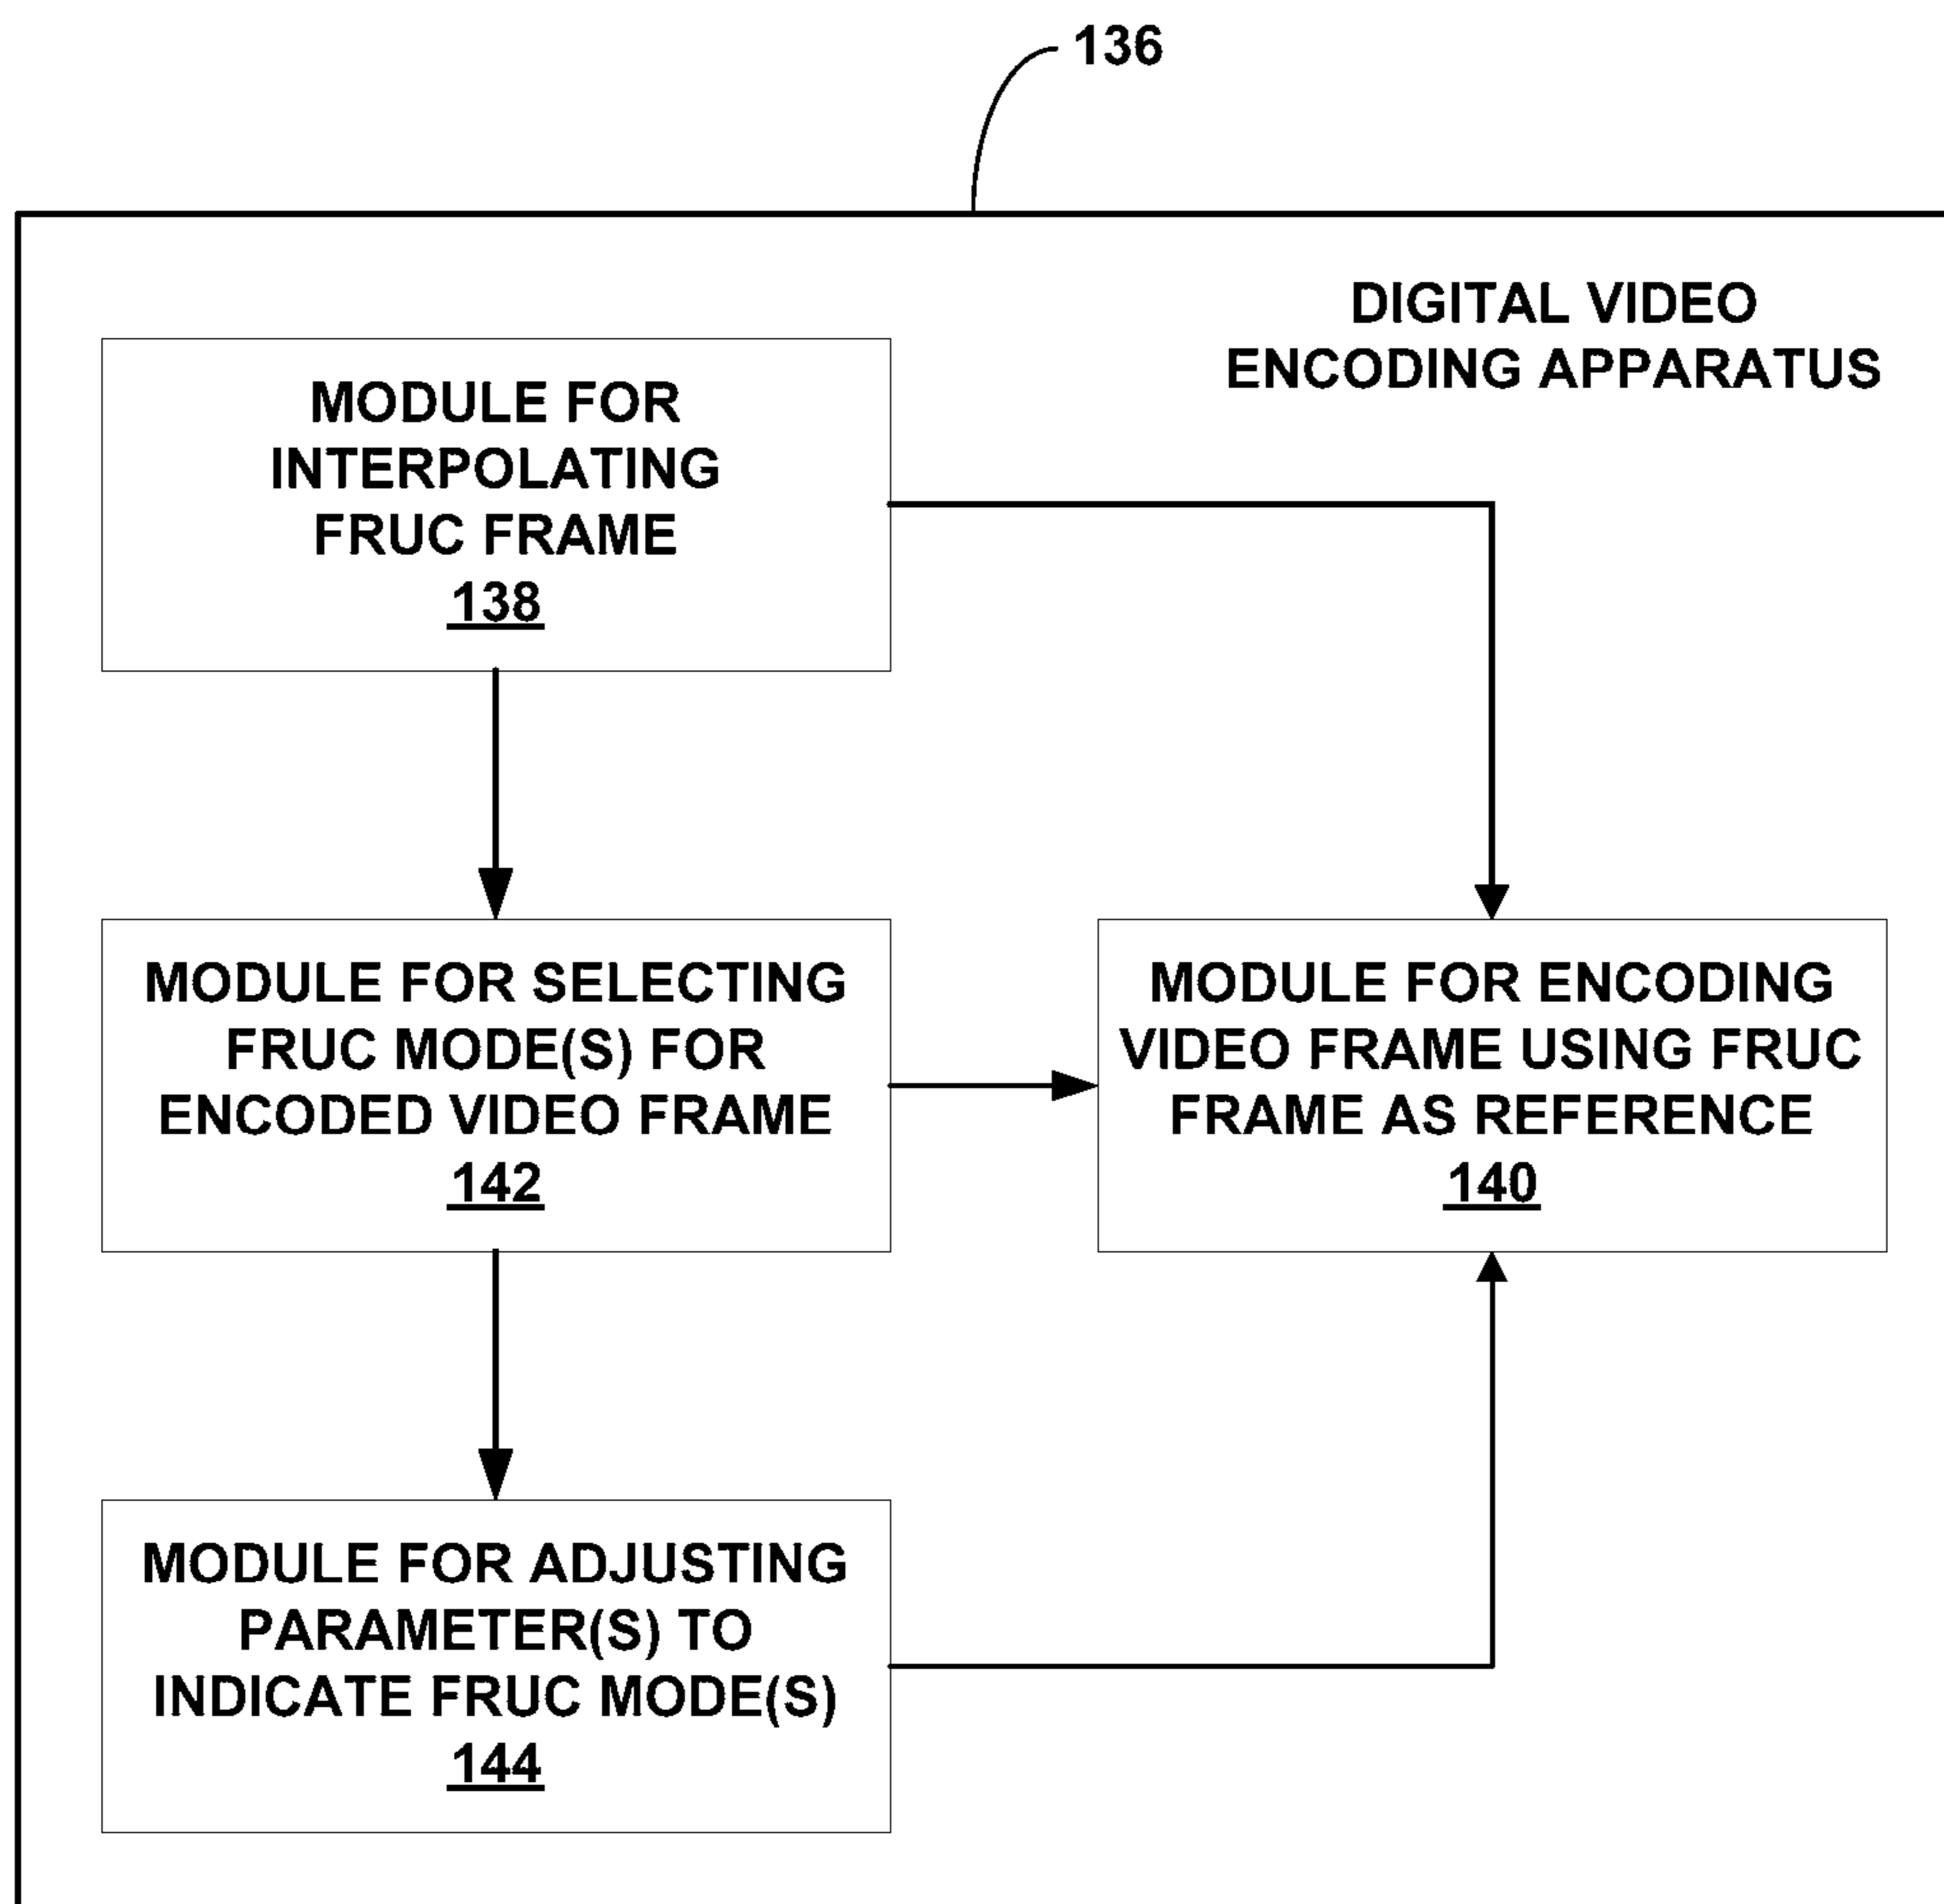 136
DIGITAL VIDEO
ENCODING APPARATUS
MODULE FOR
INTERPOLATING
FRUC FRAME
138
MODULE FOR SELECTING
FRUC MODE(S) FOR
ENCODED VIDEO FRAME
142
MODULE FOR ENCODING
VIDEO FRAME USING FRUC
FRAME AS REFERENCE
140
MODULE FOR ADJUSTING
PARAMETER(S) TO
INDICATE FRUC MODE(S)
144